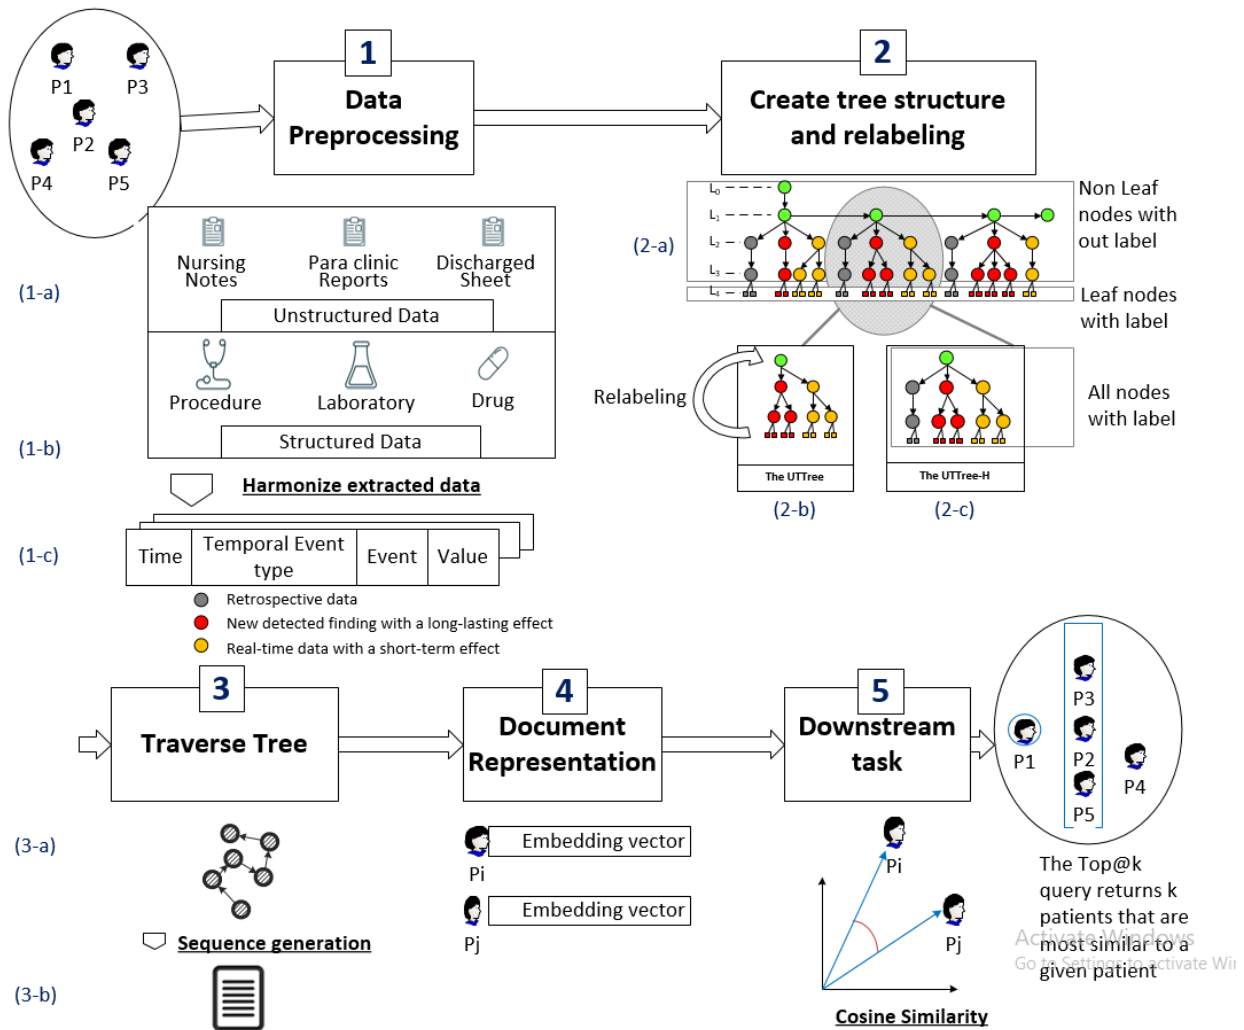 P1
P3
P2
P4
P5
1
Data
Preprocessing
2
Create tree structure
and relabeling
(1-a)
Nursing
Notes
Para clinic
Reports
Discharged
Sheet
Unstructured Data
Procedure
Laboratory
Drug
(1-b)
Structured Data
Harmonize extracted data
(1-c)
Time
Temporal Event
type
Event
Value
Retrospective data
New detected finding with a long-lasting effect
Real-time data with a short-term effect
(2-a)
L0
L1
L2
L3
L4
Non Leaf
nodes with
out label
Leaf nodes
with label
Relabeling
The UTTree
The UTTree-H
All nodes
with label
(2-b)
(2-c)
3
Traverse Tree
4
Document
Representation
5
Downstream
task
P3
P1
P2
P4
P5
(3-a)
Sequence generation
(3-b)
Embedding vector
Pi
Embedding vector
Pj
Pi
Pj
Cosine Similarity
The Top@k
query returns k
patients that are
most similar to a
given patient
Activate Windows
Go to Settings to activate Wi